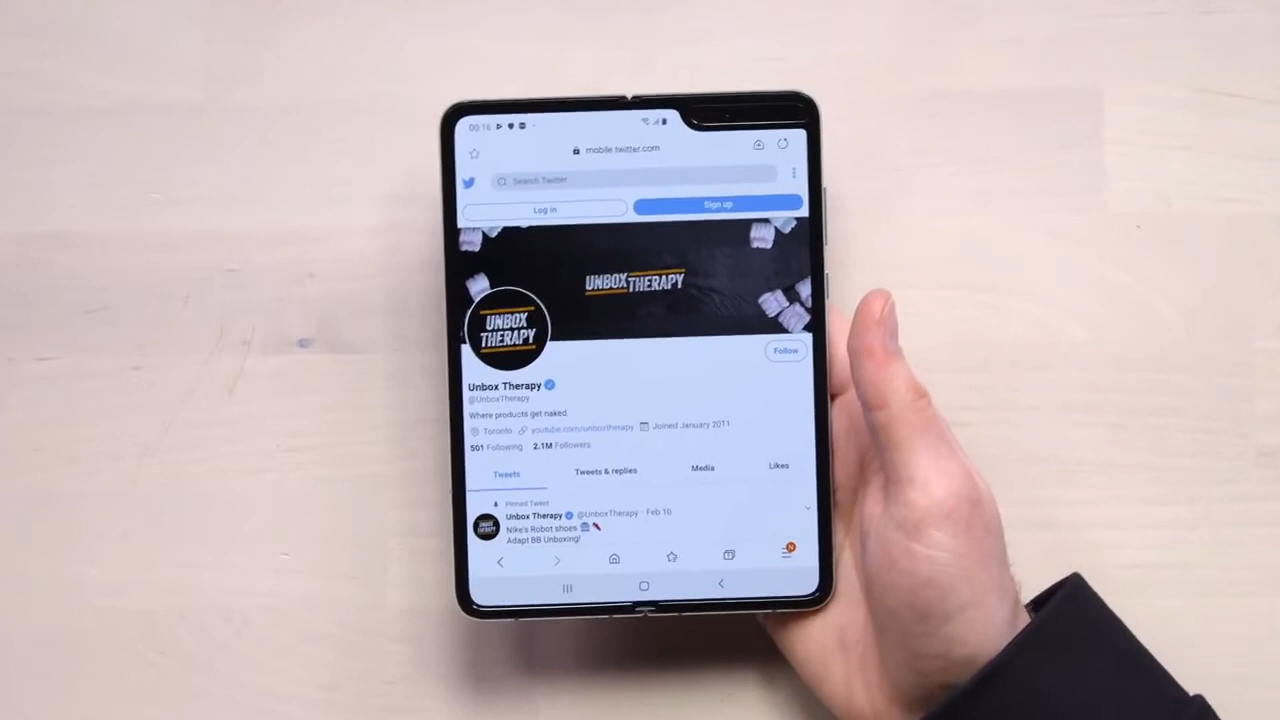 00:16
mobile.twitter.com
Search Twitter
Log in
Sign up
UNBOX THERAPY
UNBOX
THERAPY
Follow
Unbox Therapy
@UnboxTherapy
Where products get naked.
Toronto youtube.com/unboxtherapy Joined January 2011
501 Following 2.1M Followers
Tweets Tweets & replies Media Likes
Pinned Tweet
Unbox Therapy @UnboxTherapy · Feb 10
Nike's Robot shoes
Adapt BB Unboxing!
N